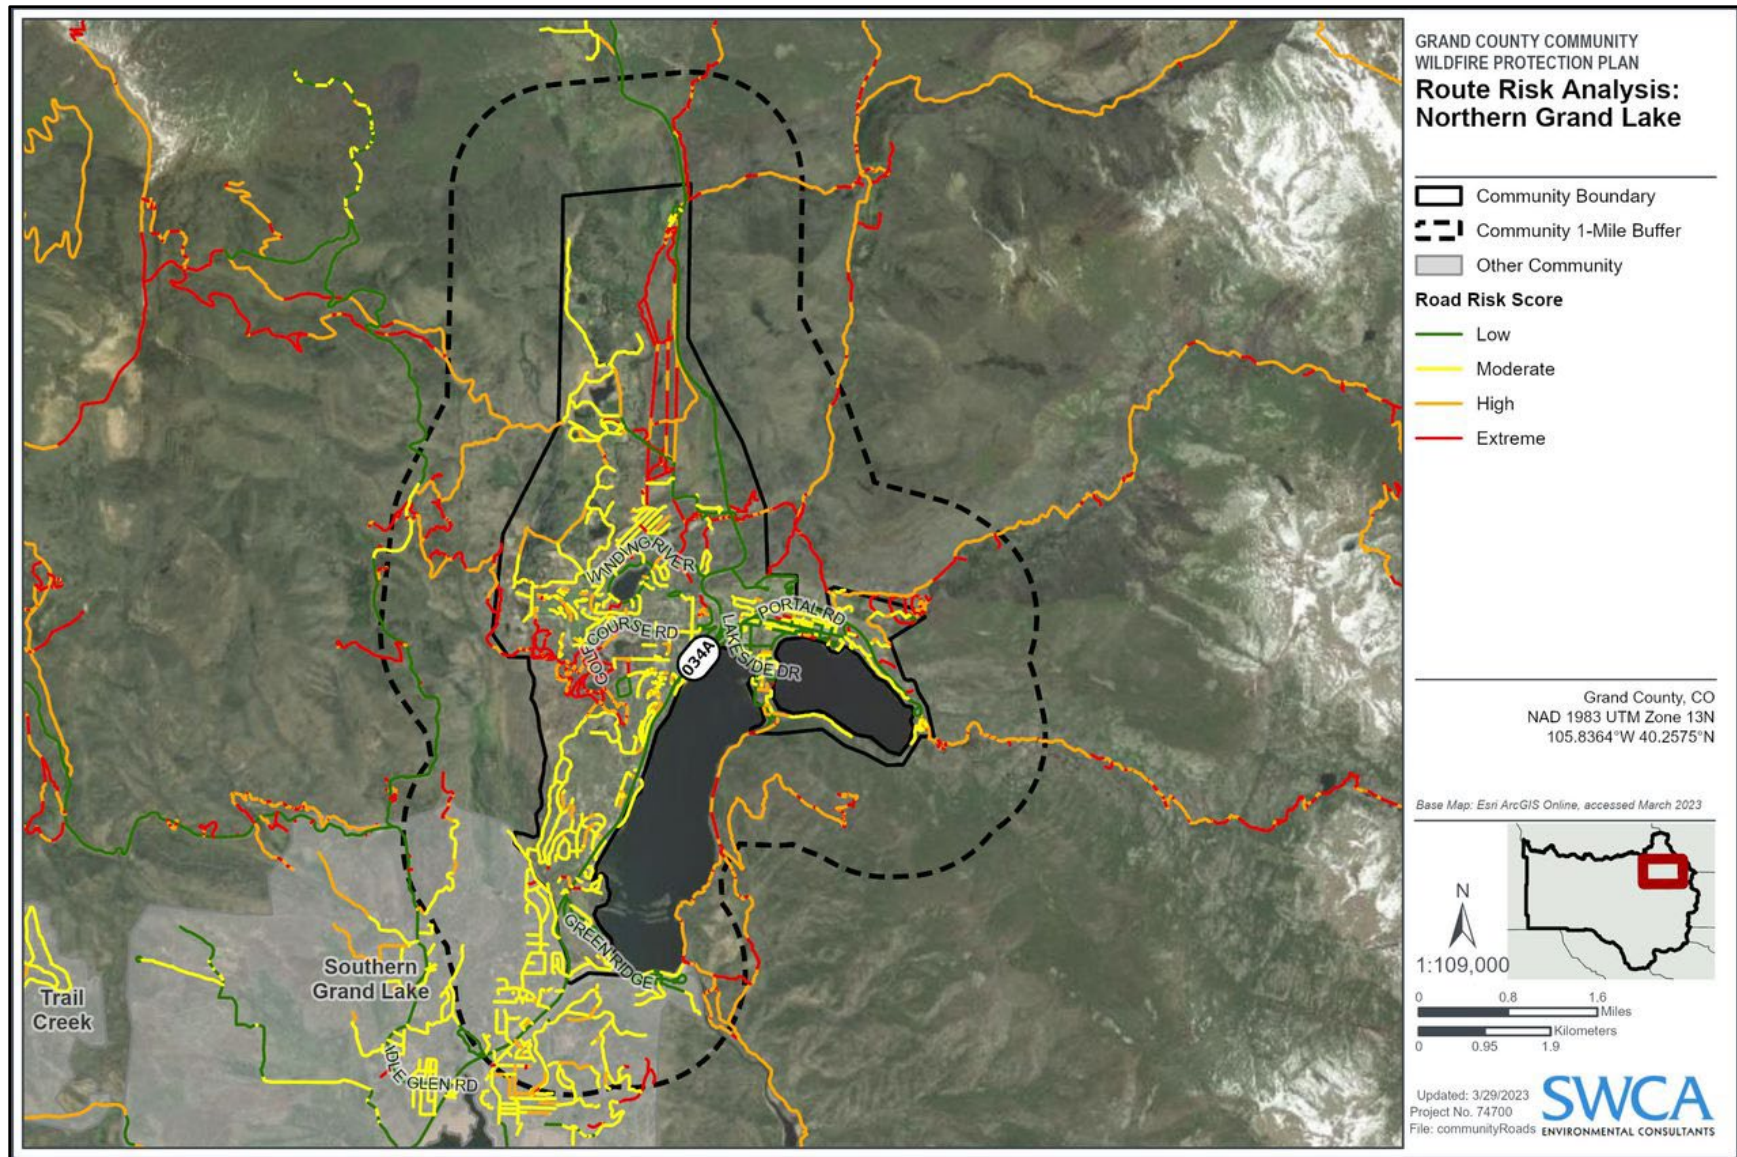 GRAND COUNTY COMMUNITY
WILDFIRE PROTECTION PLAN
Route Risk Analysis:
Northern Grand Lake
Community Boundary
Community 1-Mile Buffer
Other Community
Road Risk Score
Low
Moderate
High
Extreme
Grand County, CO
NAD 1983 UTM Zone 13N
105.8364°W 40.2575°N
Base Map: Esri ArcGIS Online, accessed March 2023
N
1:109,000
0 0.8 1.6
Miles
Kilometers
0 0.95 1.9
Updated: 3/29/2023
Project No. 74700
File: communityRoads
SWCA
ENVIRONMENTAL CONSULTANTS
WINDING RIVER
PORTAL RD
GOLF COURSE RD
LAKESIDE DR
034A
GREEN RIDGE
Southern
Grand Lake
Trail
Creek
GLEN RD